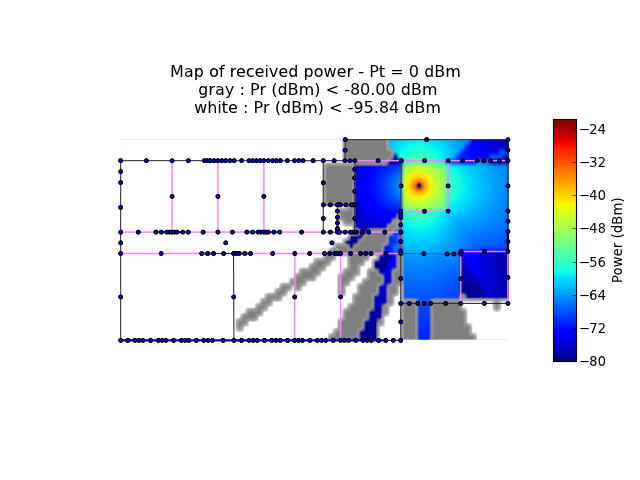 Map of received power - Pt = 0 dBm
gray : Pr (dBm) < -80.00 dBm
white : Pr (dBm) < -95.84 dBm
-24
-32
-40
-48
-56
-64
-72
-80
Power (dBm)